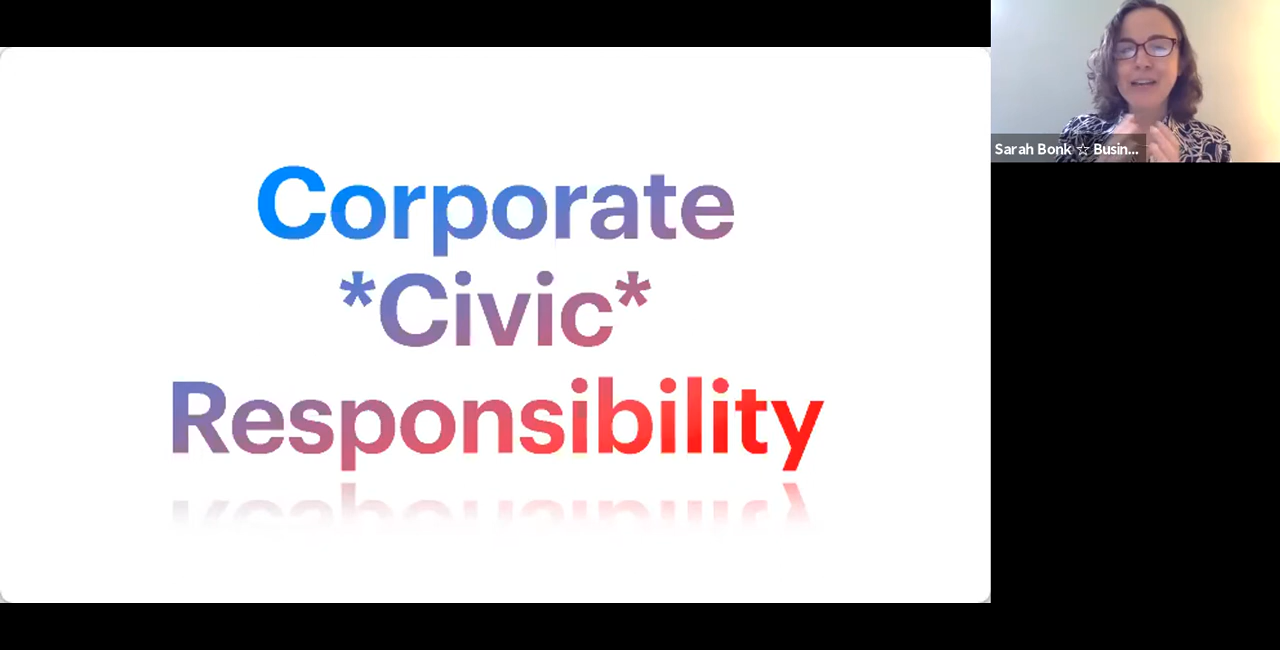 Corporate
*Civic*
Responsibility
Sarah Bonk ☆ Busin...